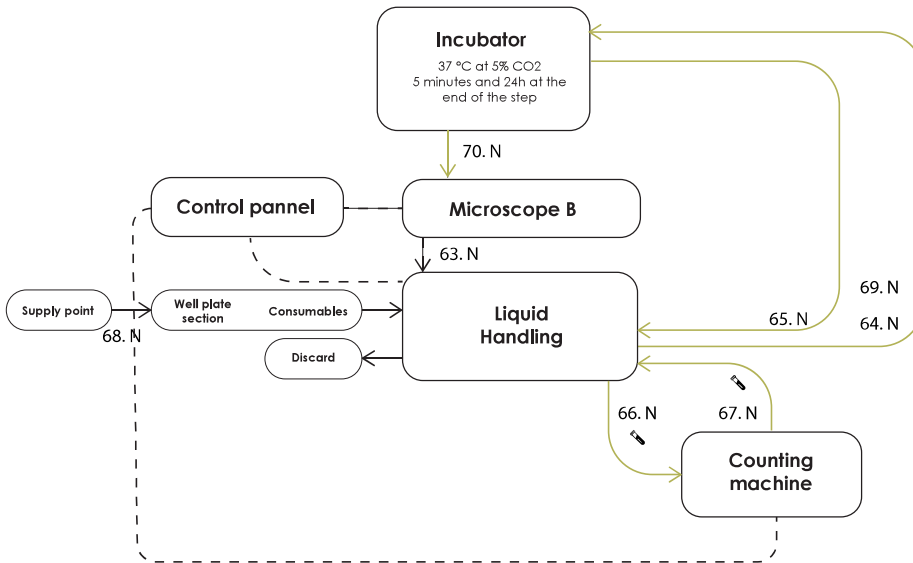 Incubator
37 °C at 5% CO2
5 minutes and 24h at the
end of the step
70. N
Control pannel
Microscope B
63. N
Supply point
68. N
Well plate
section
Consumables
Liquid
Handling
Discard
69. N
65. N
64. N
66. N
67. N
Counting
machine